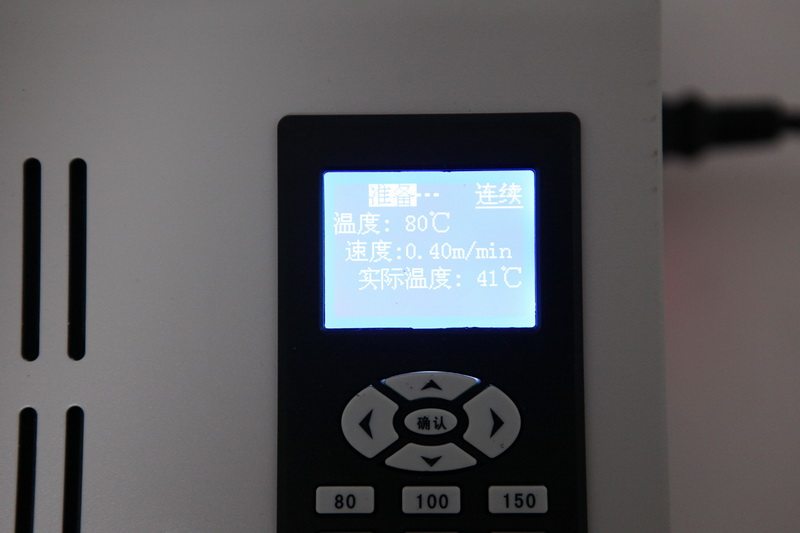 准备--- 连续
温度: 80℃
速度:0.40m/min
实际温度: 41℃
确认
80 100 150